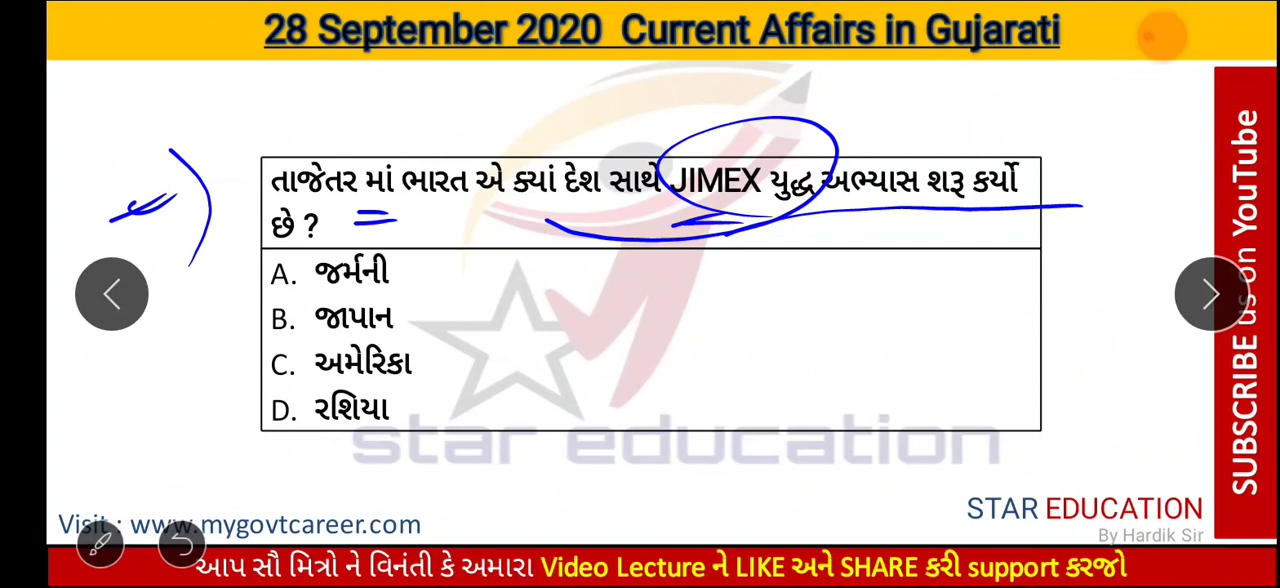 28 September 2020 Current Affairs in Gujarati
તાજેતર માં ભારત એ ક્યાં દેશ સાથે JIMEX યુદ્ધ અભ્યાસ શરૂ કર્યો
છે ?
A. જર્મની
B. જાપાન
C. અમેરિકા
D. રશિયા
star education
STAR EDUCATION
By Hardik Sir
Visit : www.mygovtcareer.com
આપ સૌ મિત્રો ને વિનંતી કે અમારા Video Lecture ને LIKE અને SHARE કરી support કરજો
SUBSCRIBE us on YouTube